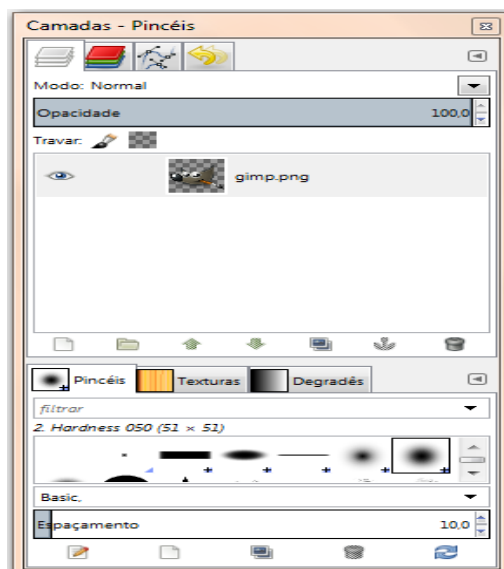 Camadas - Pincéis
Modo: Normal
Opacidade 100,0
Travar:
gimp.png
Pincéis Texturas Degradês
filtrar
2. Hardness 050 (51 × 51)
Basic,
Espaçamento 10,0